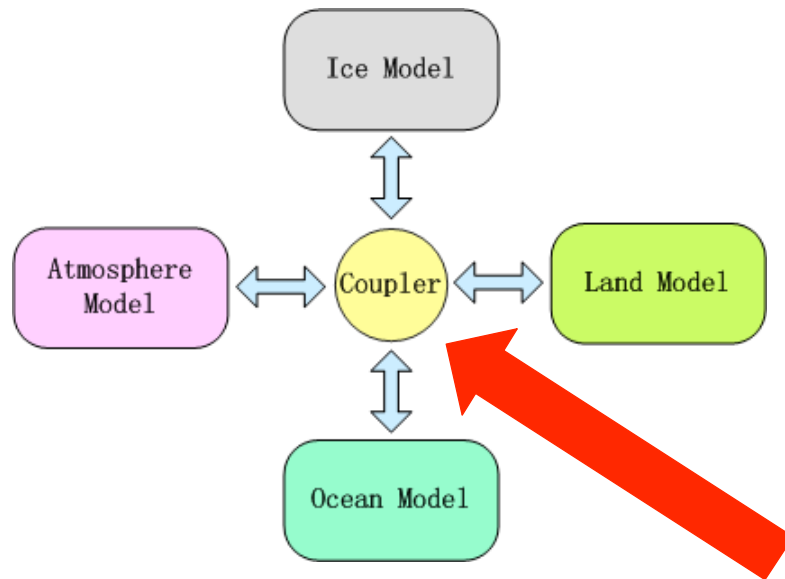 Ice Model
Atmosphere
Model
Coupler
Land Model
Ocean Model